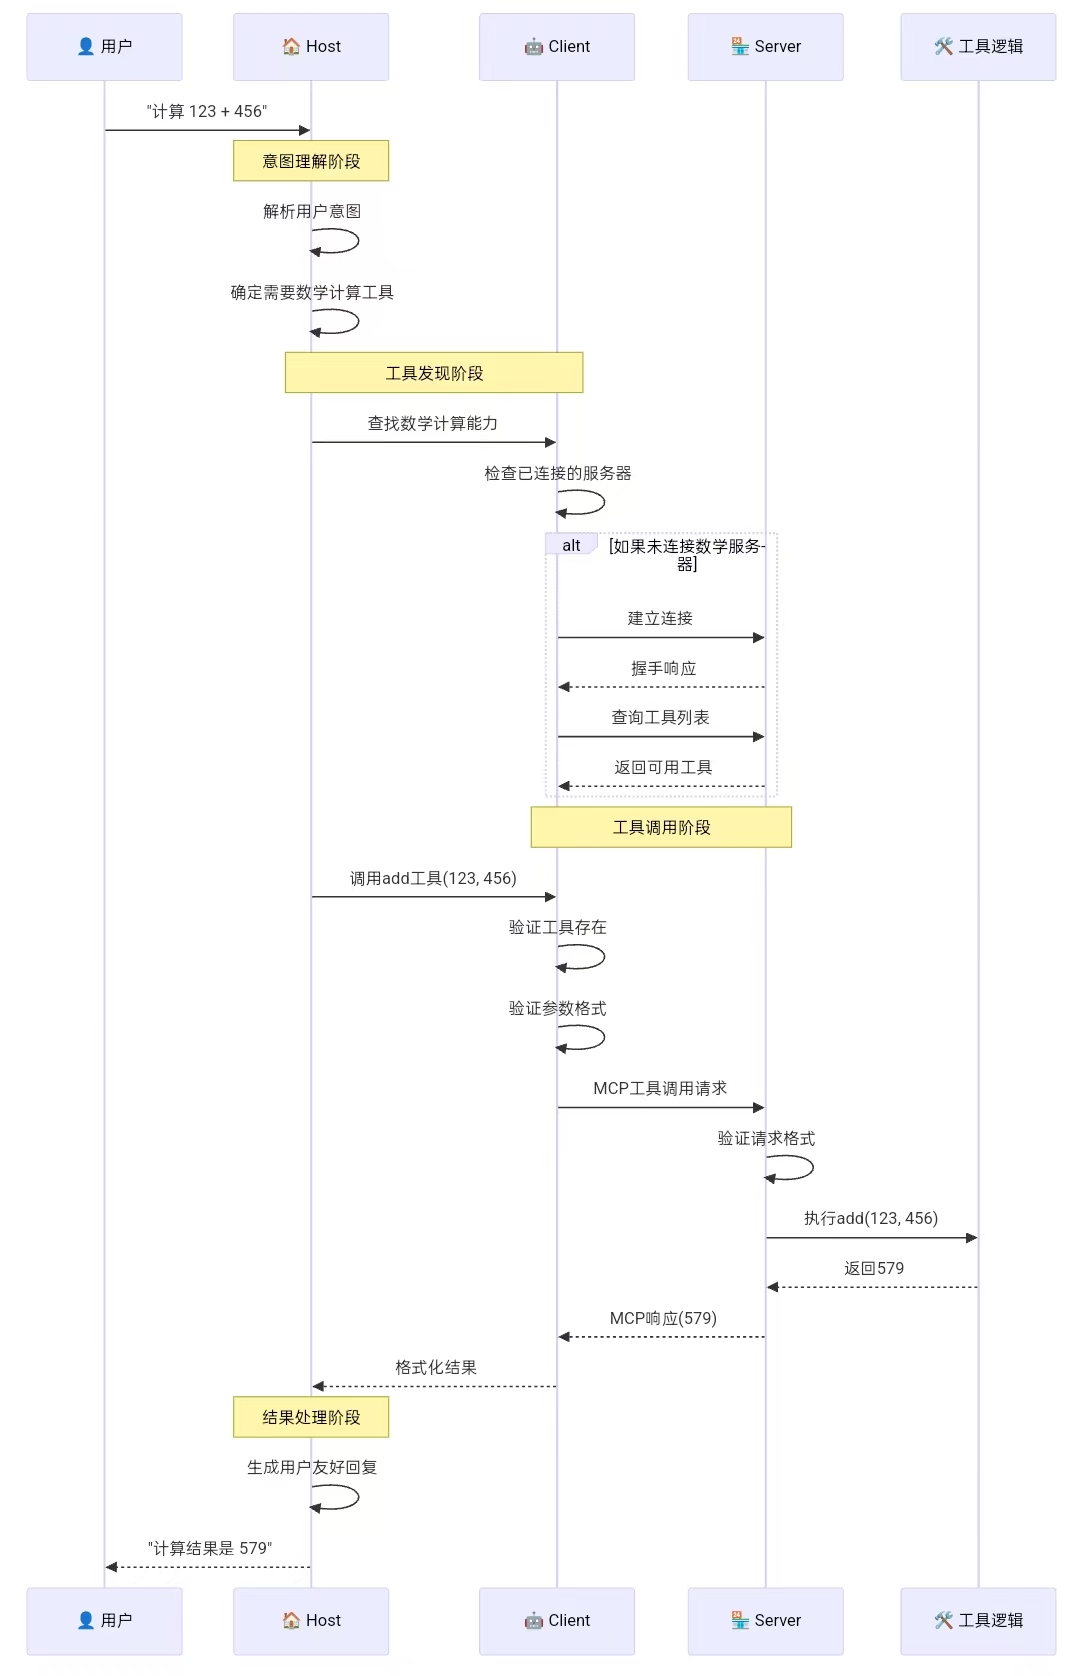 👤 用户
🏠 Host
🤖 Client
🏪 Server
🛠️ 工具逻辑
"计算 123 + 456"
意图理解阶段
解析用户意图
确定需要数学计算工具
工具发现阶段
查找数学计算能力
检查已连接的服务器
alt
[如果未连接数学服务-
器]
建立连接
握手响应
查询工具列表
返回可用工具
工具调用阶段
调用add工具(123, 456)
验证工具存在
验证参数格式
MCP工具调用请求
验证请求格式
执行add(123, 456)
返回579
MCP响应(579)
格式化结果
结果处理阶段
生成用户友好回复
"计算结果是 579"
👤 用户
🏠 Host
🤖 Client
🏪 Server
🛠️ 工具逻辑